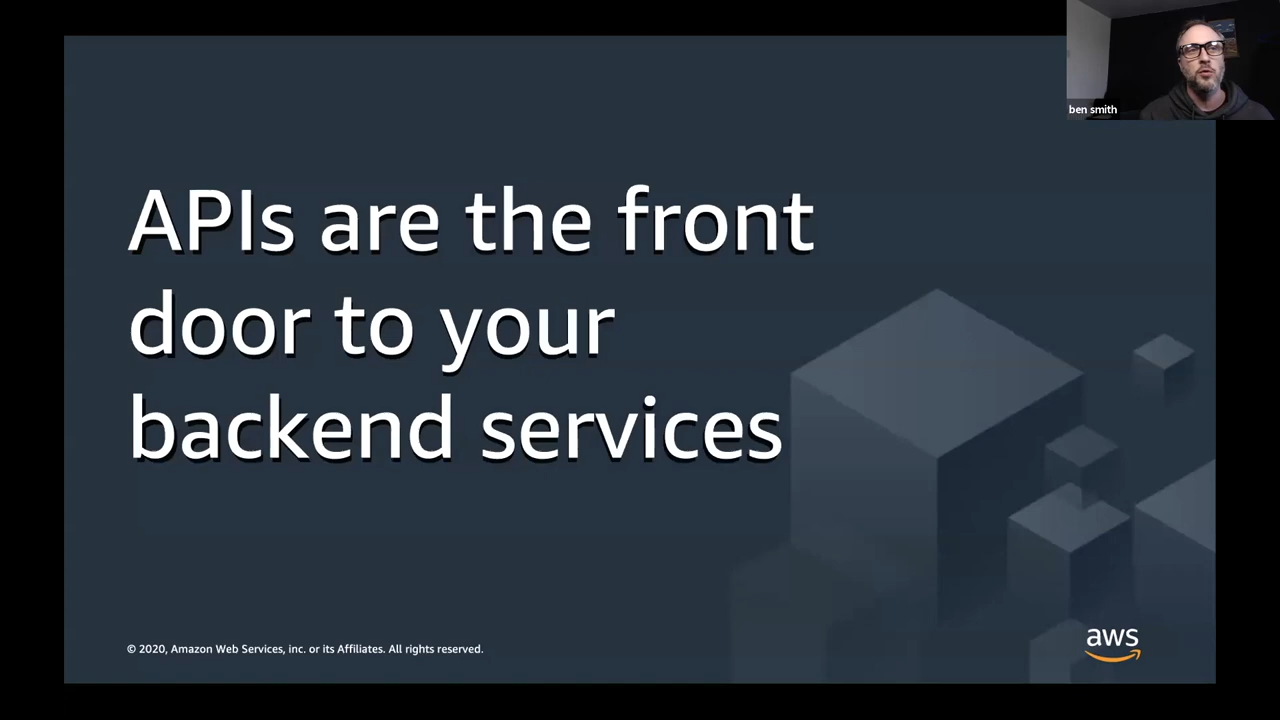 ben smith
APIs are the front
door to your
backend services
© 2020, Amazon Web Services, inc. or its Affiliates. All rights reserved.
aws